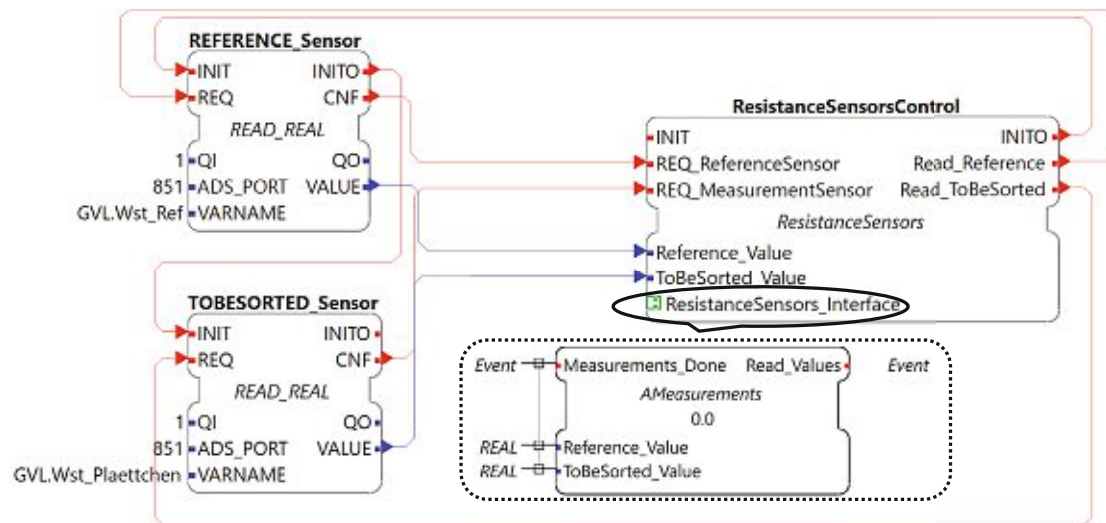 REFERENCE_Sensor
INIT INITO
REQ CNF
READ_REAL
1 QI QO
851 ADS_PORT VALUE
GVL.Wst_Ref VARNAME
ResistanceSensorsControl
INIT INITO
REQ_ReferenceSensor Read_Reference
REQ_MeasurementSensor Read_ToBeSorted
ResistanceSensors
Reference_Value
ToBeSorted_Value
ResistanceSensors_Interface
TOBESORTED_Sensor
INIT INITO
REQ CNF
READ_REAL
1 QI QO
851 ADS_PORT VALUE
GVL.Wst_Plaettchen VARNAME
Event Measurements_Done Read_Values Event
AMeasurements
0.0
REAL Reference_Value
REAL ToBeSorted_Value